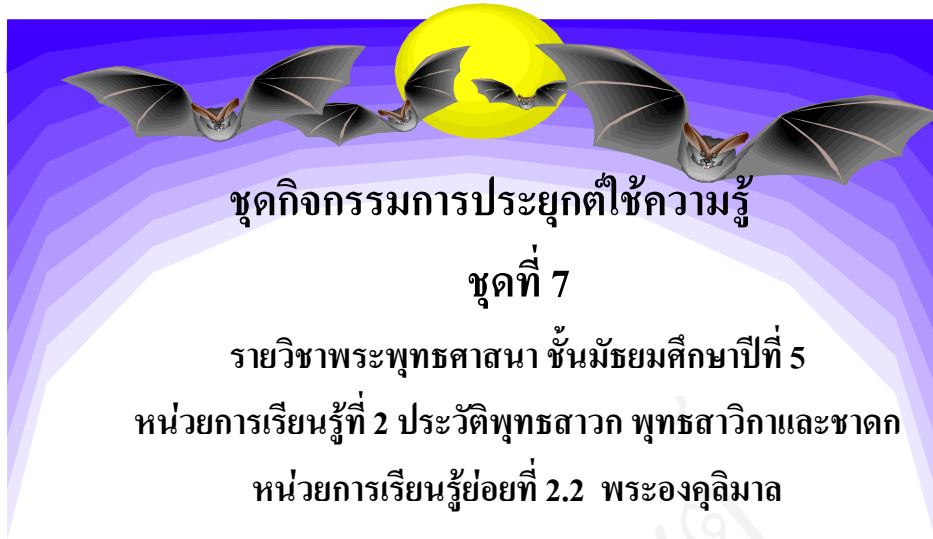 ชุดกิจกรรมการประยุกต์ใช้ความรู้
ชุดที่ 7
รายวิชาพระพุทธศาสนา ชั้นมัธยมศึกษาปีที่ 5
หน่วยการเรียนรู้ที่ 2 ประวัติพุทธสาวก พุทธสาวิกาและชาดก
หน่วยการเรียนรู้ย่อยที่ 2.2 พระองคุลิมาล